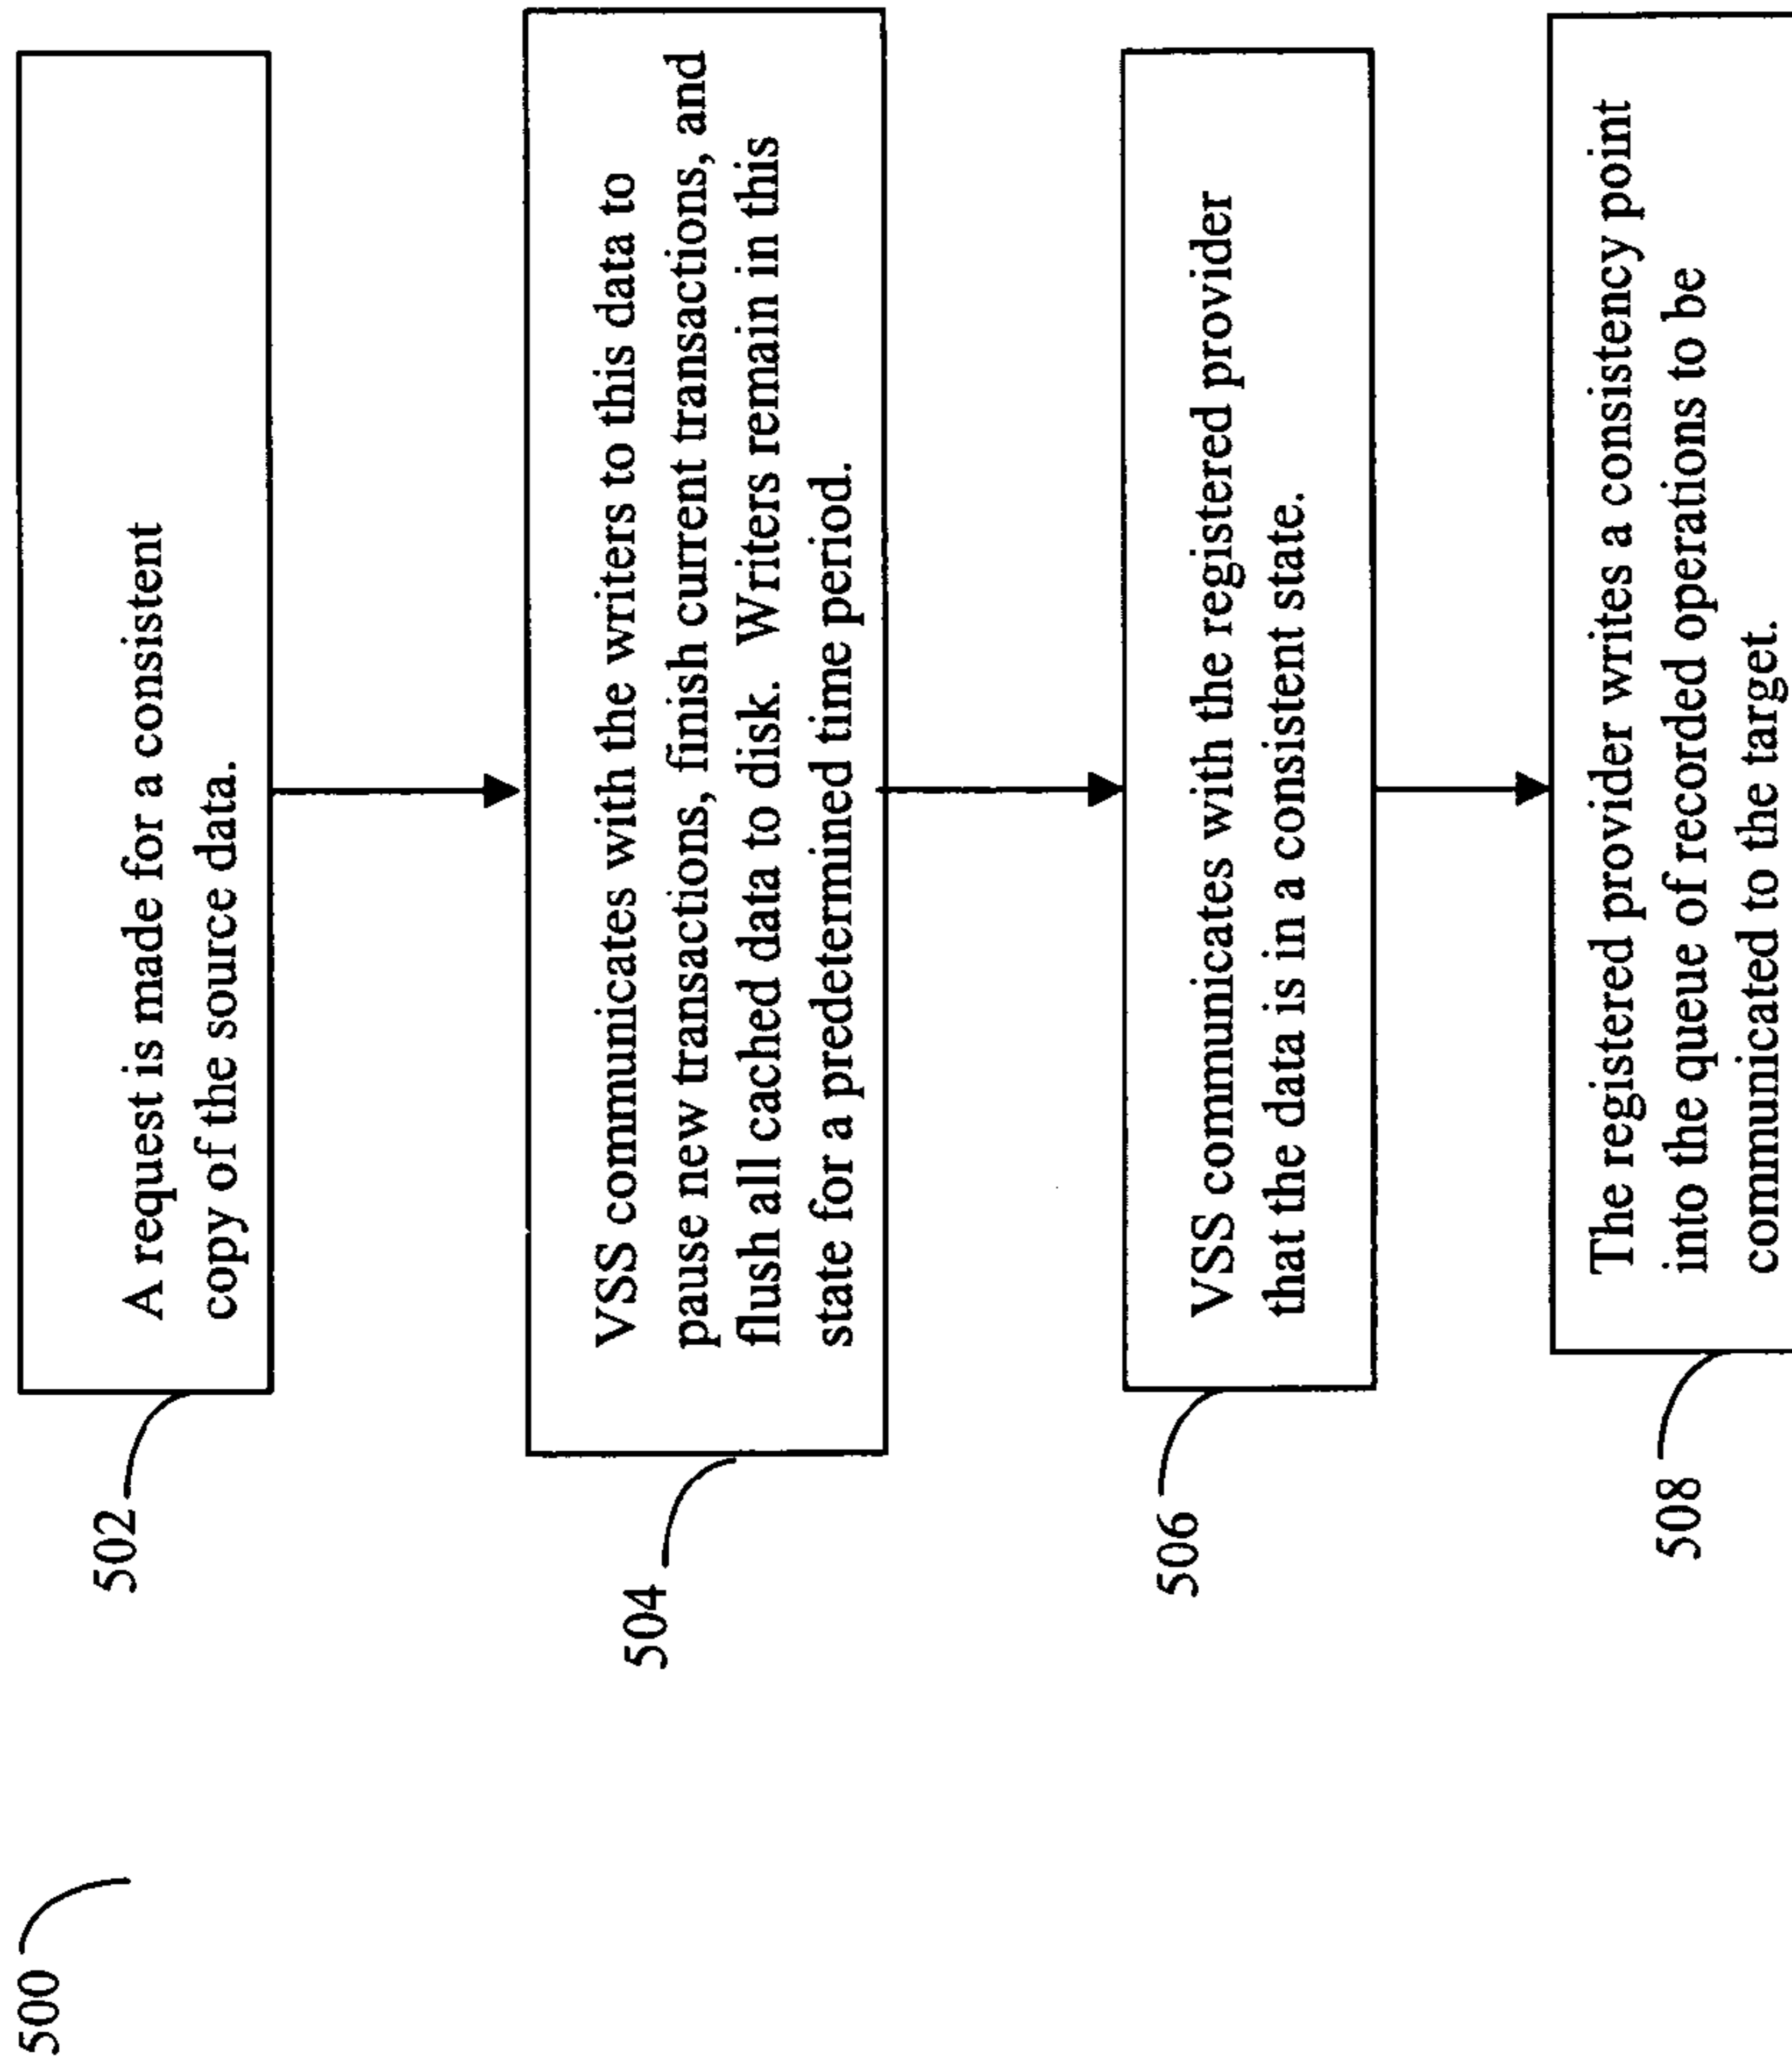 500
502
A request is made for a consistent
copy of the source data.
504
VSS communicates with the writers to this data to
pause new transactions, finish current transactions, and
flush all cached data to disk. Writers remain in this
state for a predetermined time period.
506
VSS communicates with the registered provider
that the data is in a consistent state.
508
The registered provider writes a consistency point
into the queue of recorded operations to be
communicated to the target.